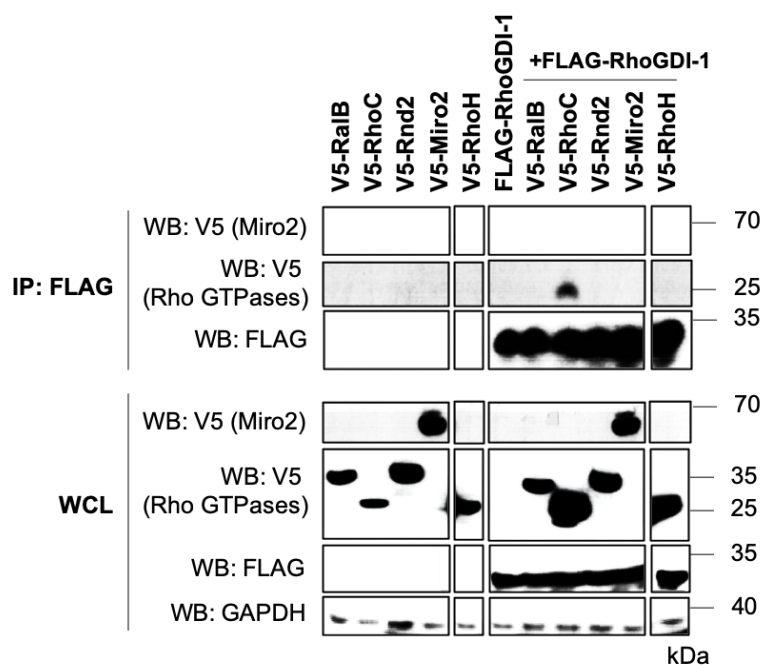 +FLAG-RhoGDI-1
V5-RalB
V5-RhoC
V5-Rnd2
V5-Miro2
V5-RhoH
FLAG-RhoGDI-1
V5-RalB
V5-RhoC
V5-Rnd2
V5-Miro2
V5-RhoH
IP: FLAG
WB: V5 (Miro2)
70
WB: V5
(Rho GTPases)
25
WB: FLAG
35
WCL
WB: V5 (Miro2)
70
WB: V5
(Rho GTPases)
35
25
WB: FLAG
35
WB: GAPDH
40
kDa